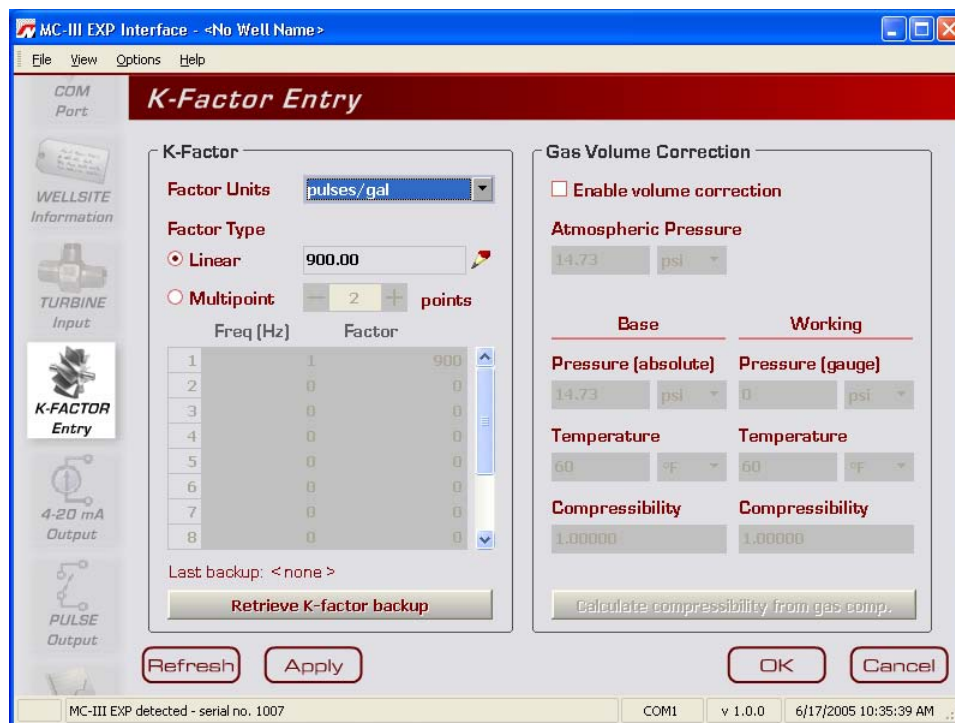 MC-III EXP Interface - <No Well Name>
File View Options Help
COM
Port
WELLSITE
Information
TURBINE
Input
K-FACTOR
Entry
4-20 mA
Output
PULSE
Output
K-Factor Entry
K-Factor
Factor Units pulses/gal
Factor Type
Linear 900.00
Multipoint 2 points
Freq (Hz) Factor
1 1 900
2 0 0
3 0 0
4 0 0
5 0 0
6 0 0
7 0 0
8 0 0
Last backup: < none >
Retrieve K-factor backup
Gas Volume Correction
Enable volume correction
Atmospheric Pressure
14.73 psi
Base Working
Pressure (absolute) Pressure (gauge)
14.73 psi 0 psi
Temperature Temperature
60 °F 60 °F
Compressibility Compressibility
1.00000 1.00000
Calculate compressibility from gas comp.
Refresh Apply OK Cancel
MC-III EXP detected - serial no. 1007 COM1 v 1.0.0 6/17/2005 10:35:39 AM